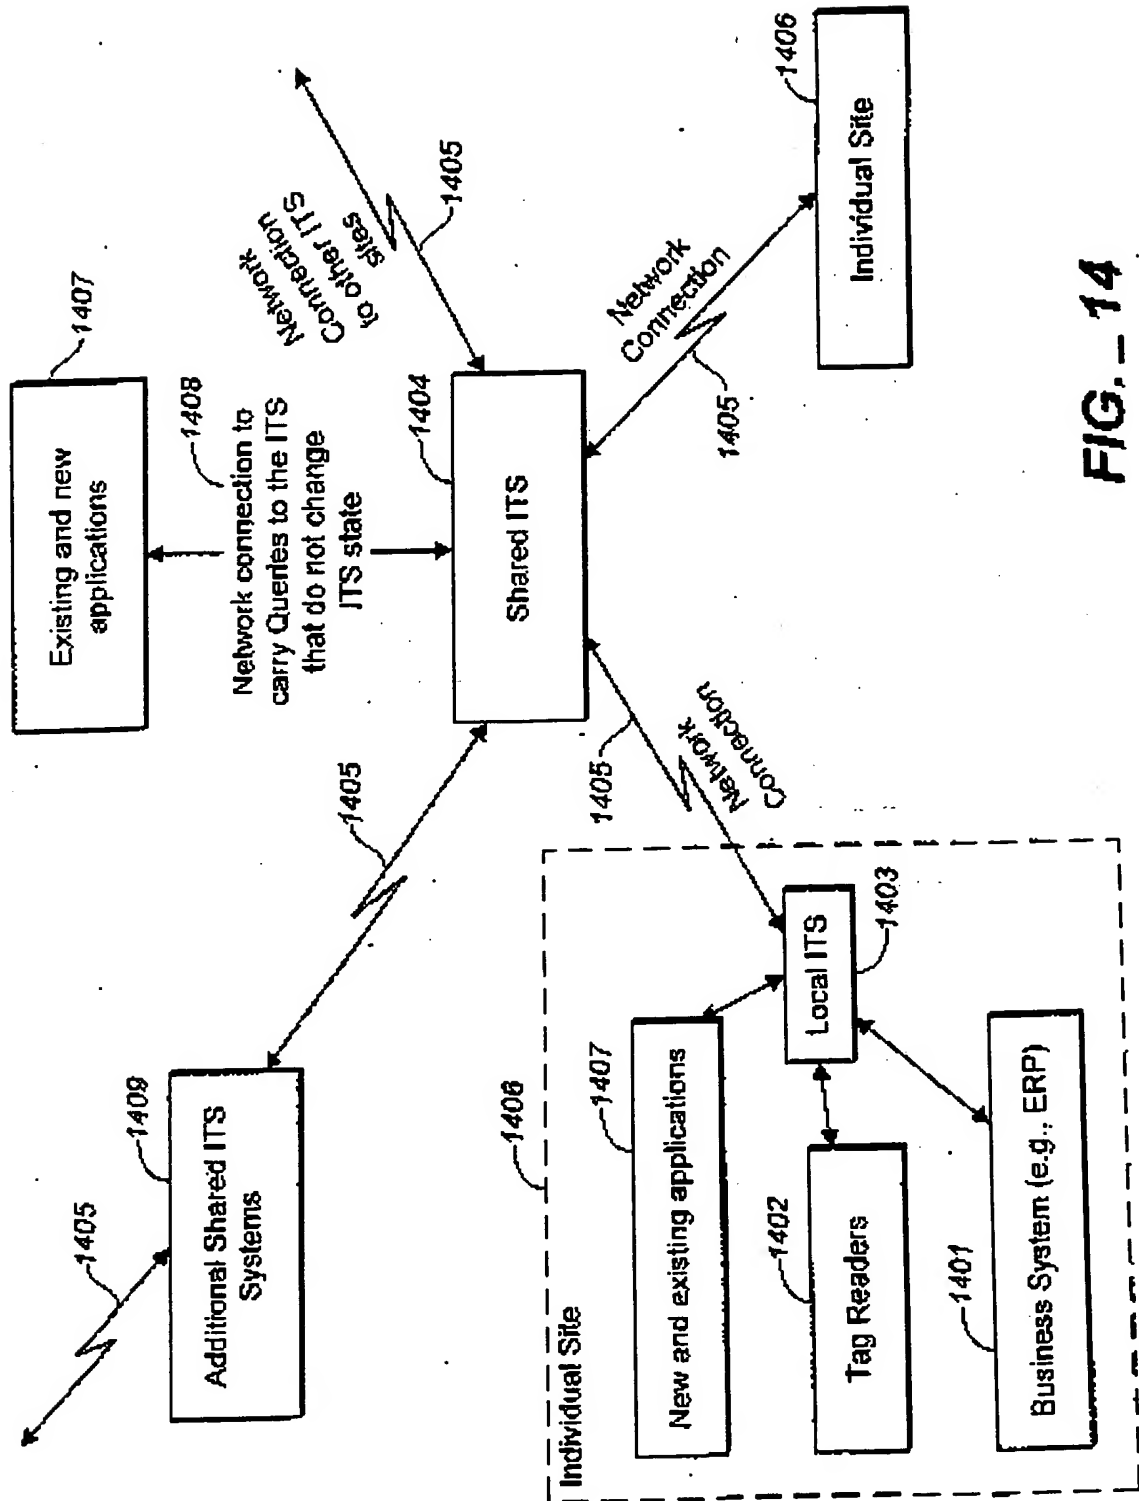 1405
1409
Additional Shared ITS
Systems
1405
Existing and new
applications
1407
1408
Network connection to
carry Queries to the ITS
that do not change
ITS state
Network
Connection
to other ITS
sites
1405
1404
Shared ITS
Individual Site
1406
1407
New and existing applications
1402
Tag Readers
1401
Business System (e.g., ERP)
Local ITS
1403
1405
Network
Connection
Network
Connection
1405
1406
Individual Site
FIG._14